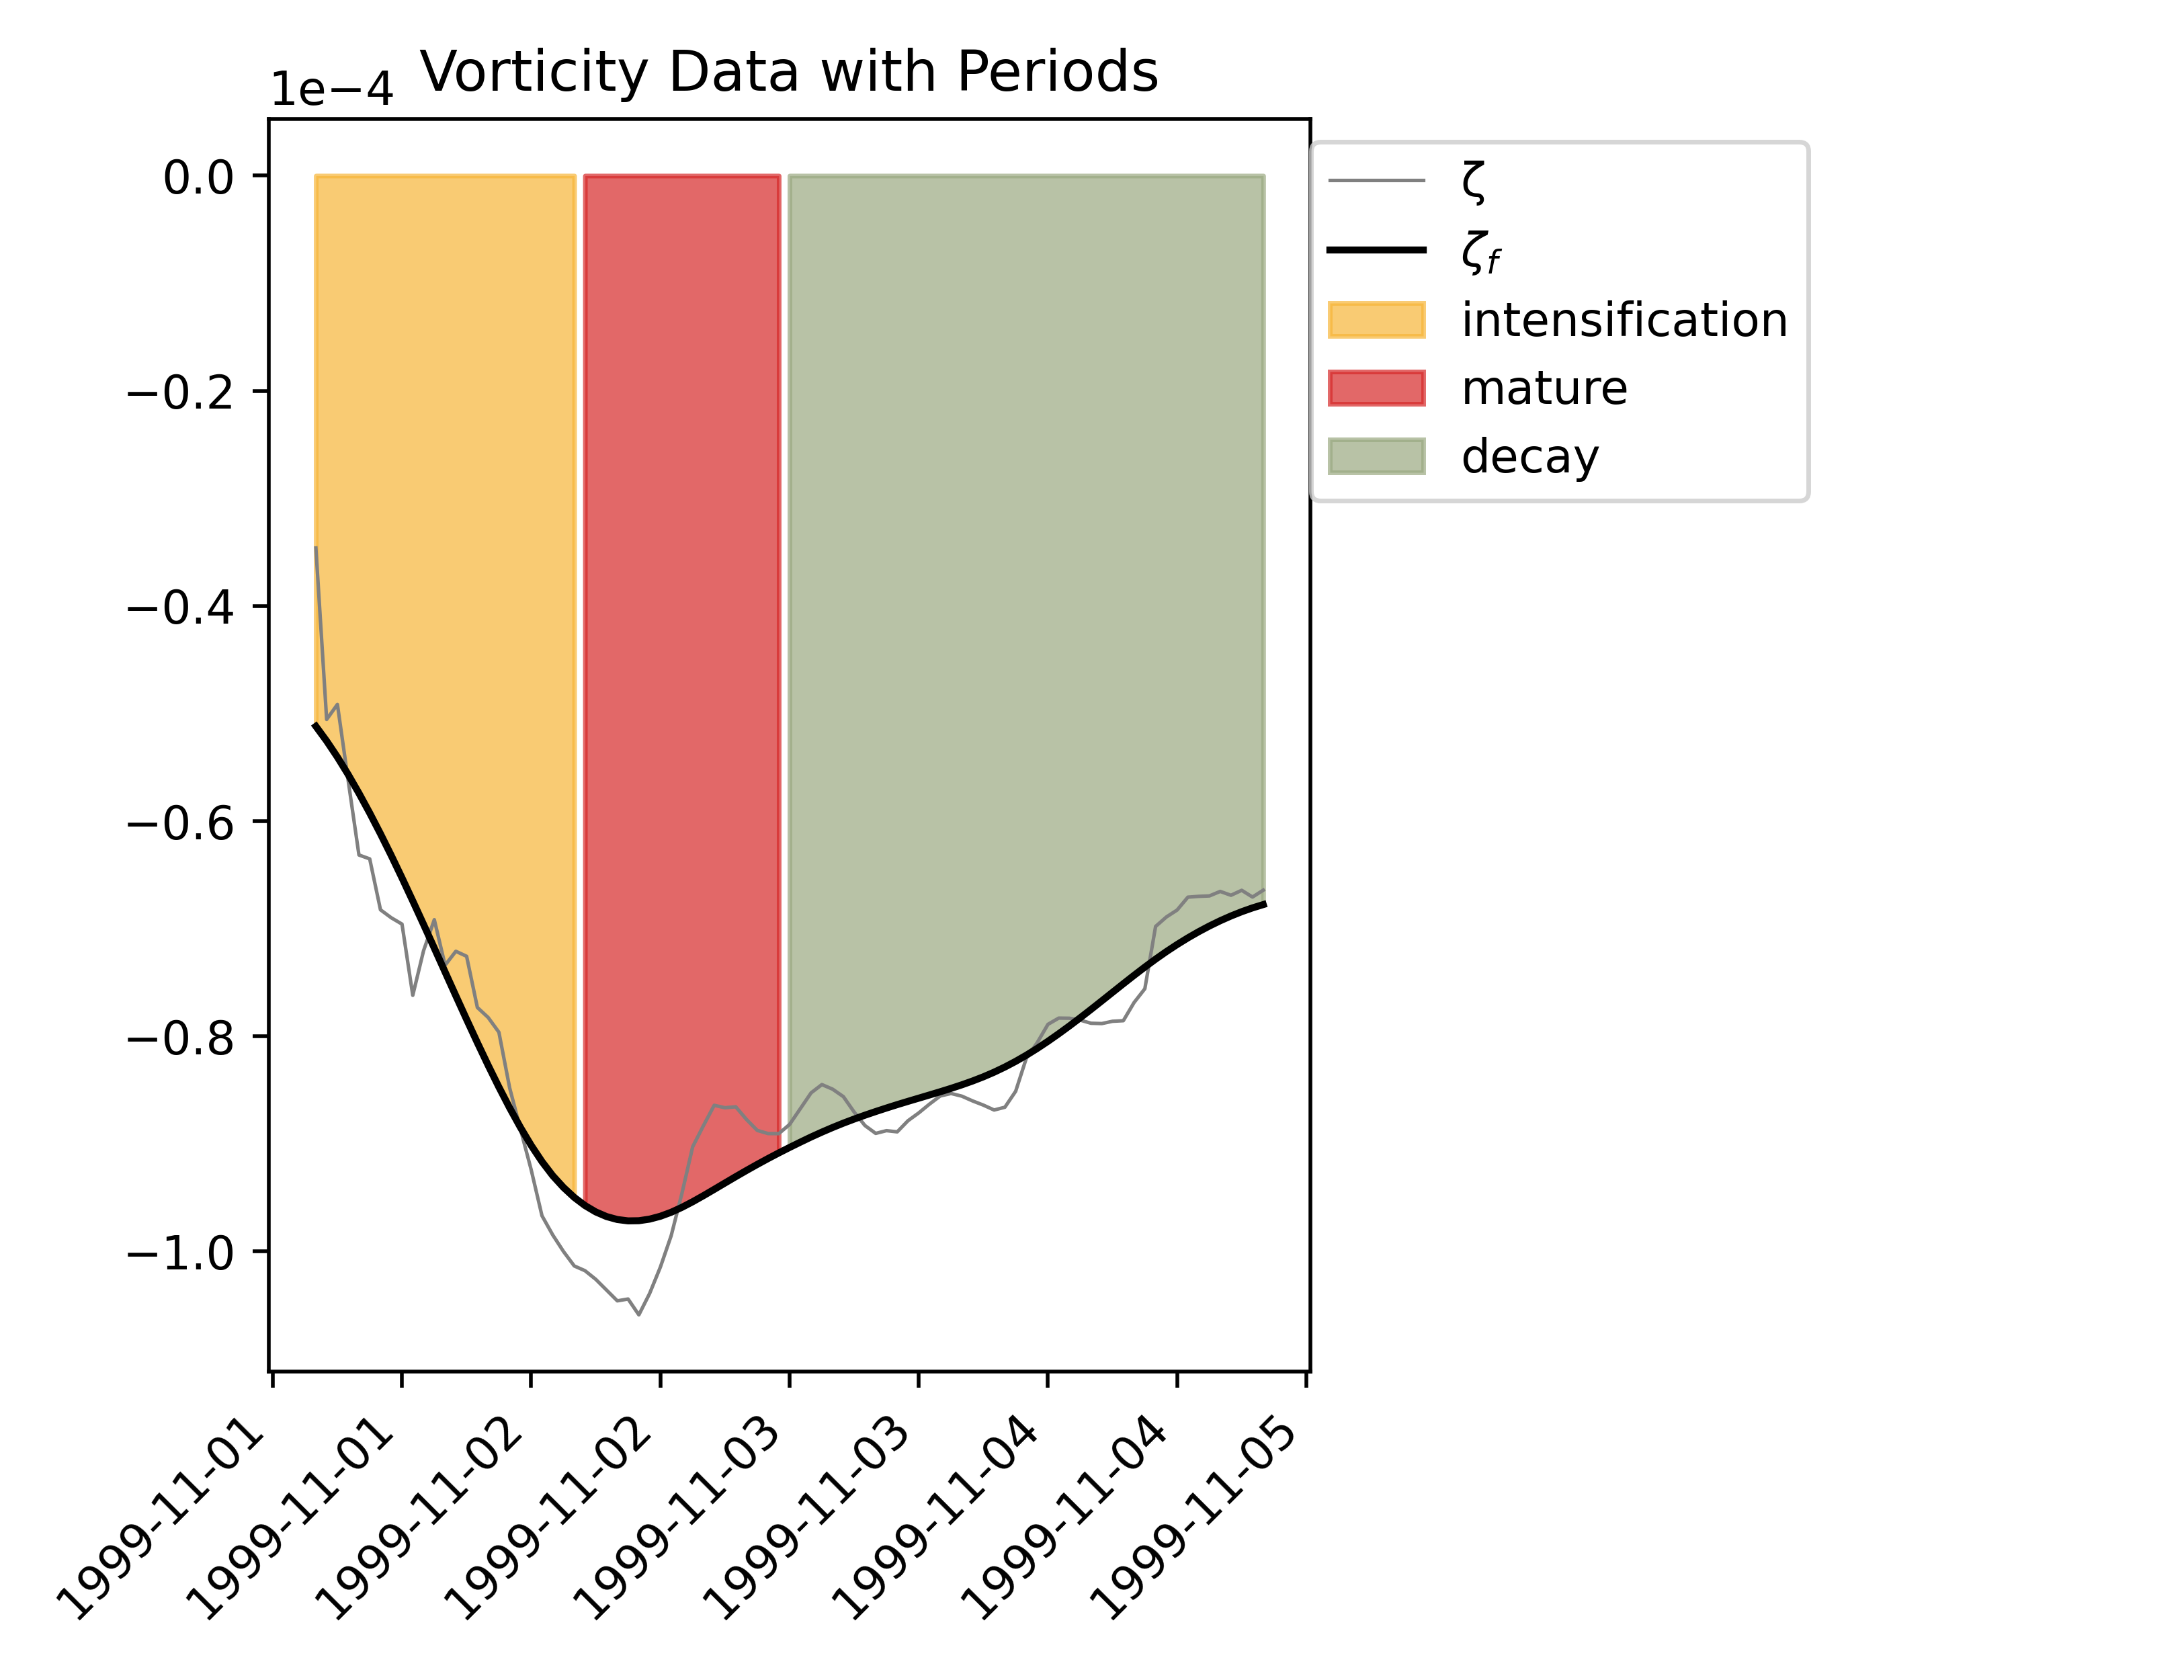 Vorticity Data with Periods
1e−4
0.0
−0.2
−0.4
−0.6
−0.8
−1.0
1999-11-01
1999-11-01
1999-11-02
1999-11-02
1999-11-03
1999-11-03
1999-11-04
1999-11-04
1999-11-05
ζ
ζf
intensification
mature
decay